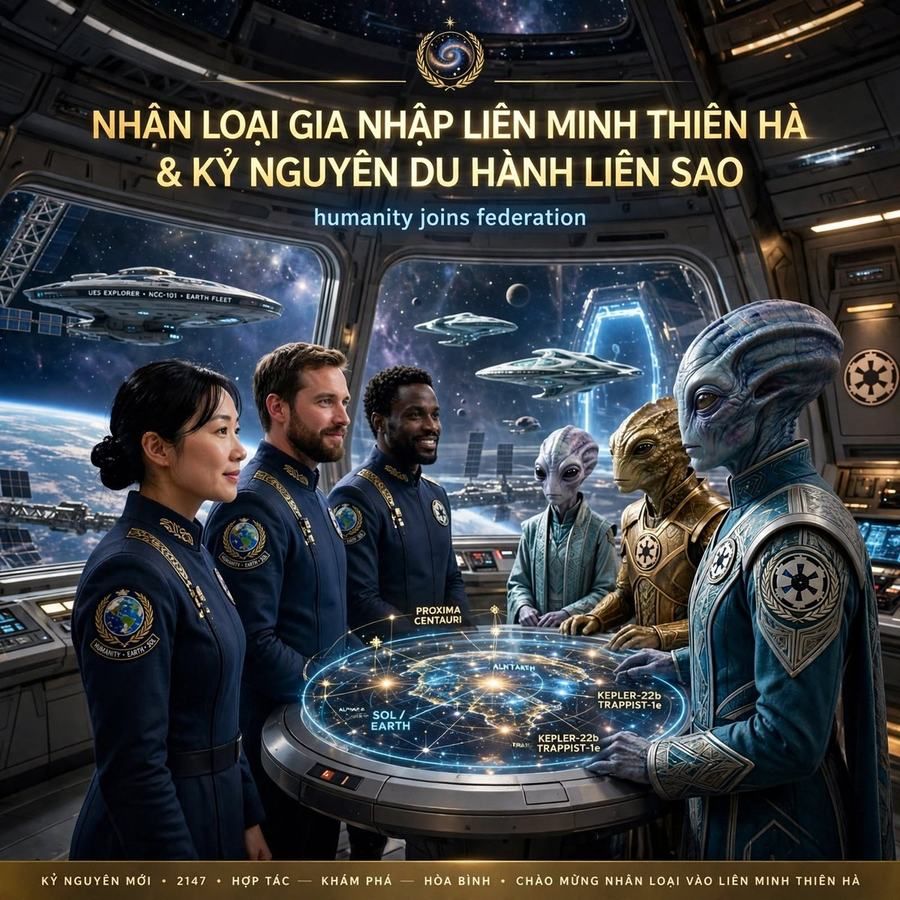 NHÂN LOẠI GIA NHẬP LIÊN MINH THIÊN HÀ
& KỶ NGUYÊN DU HÀNH LIÊN SAO
humanity joins federation
UES EXPLORER • NCC-101 • EARTH FLEET
HUMANITY • EARTH • SOL
PROXIMA
CENTAURI
SOL /
EARTH
KEPLER-22b
TRAPPIST-1e
KEPLER-22b
TRAPPIST-1e
KỶ NGUYÊN MỚI • 2147 • HỢP TÁC — KHÁM PHÁ — HÒA BÌNH • CHÀO MỪNG NHÂN LOẠI VÀO LIÊN MINH THIÊN HÀ